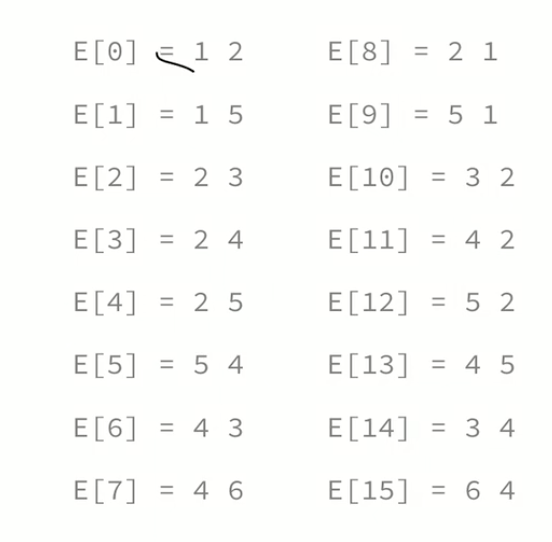 E[0] = 1 2
E[1] = 1 5
E[2] = 2 3
E[3] = 2 4
E[4] = 2 5
E[5] = 5 4
E[6] = 4 3
E[7] = 4 6
E[8] = 2 1
E[9] = 5 1
E[10] = 3 2
E[11] = 4 2
E[12] = 5 2
E[13] = 4 5
E[14] = 3 4
E[15] = 6 4